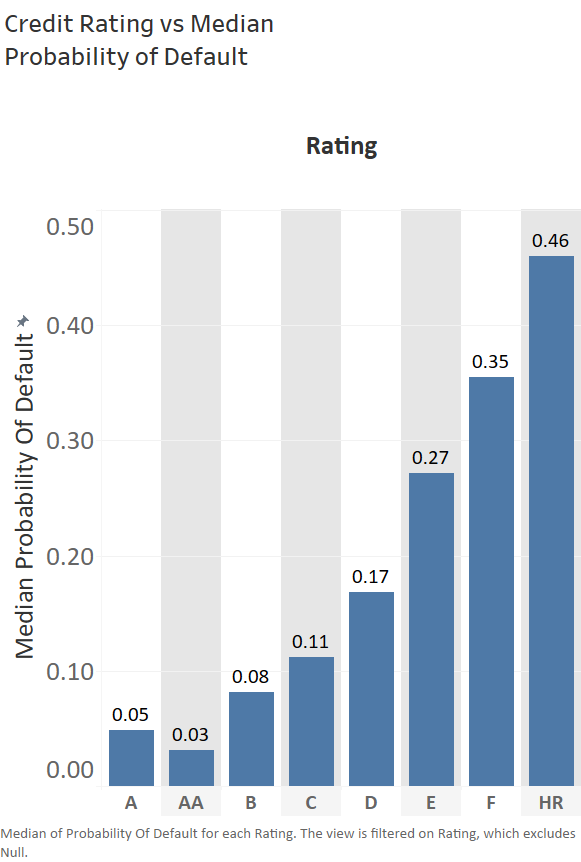 Credit Rating vs Median
Probability of Default
Rating
Median Probability Of Default
0.50
0.40
0.30
0.20
0.10
0.00
0.05
0.03
0.08
0.11
0.17
0.27
0.35
0.46
A AA B C D E F HR
Median of Probability Of Default for each Rating. The view is filtered on Rating, which excludes
Null.